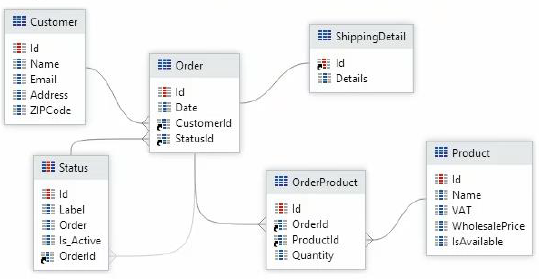 Customer
Id
Name
Email
Address
ZIPCode
Order
Id
Date
CustomerId
StatusId
ShippingDetail
Id
Details
Status
Id
Label
Order
Is_Active
OrderId
OrderProduct
Id
OrderId
ProductId
Quantity
Product
Id
Name
VAT
WholesalePrice
IsAvailable